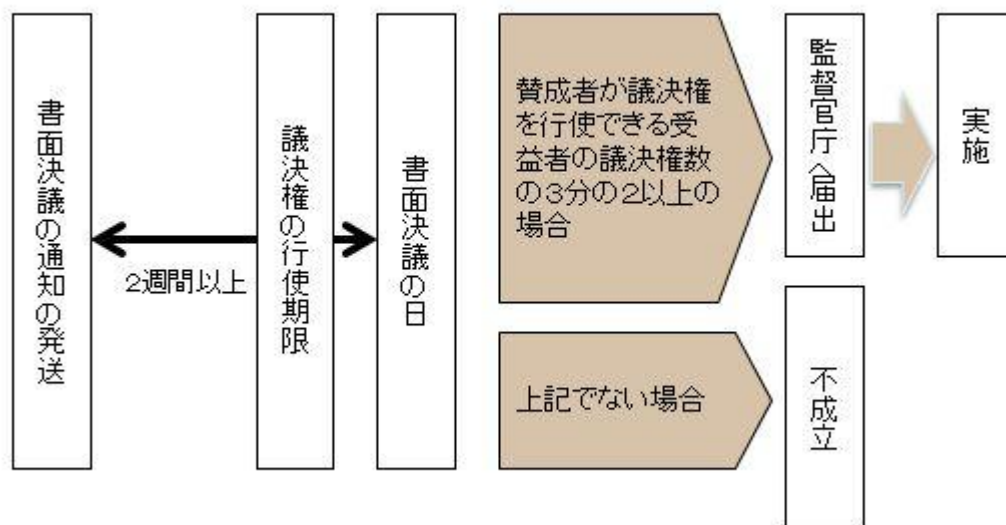 書面決議の通知の発送
2週間以上
議決権の行使期限
書面決議の日
賛成者が議決権
を行使できる受
益者の議決権数
の3分の2以上の
場合
監督官庁へ届出
実施
上記でない場合
不成立